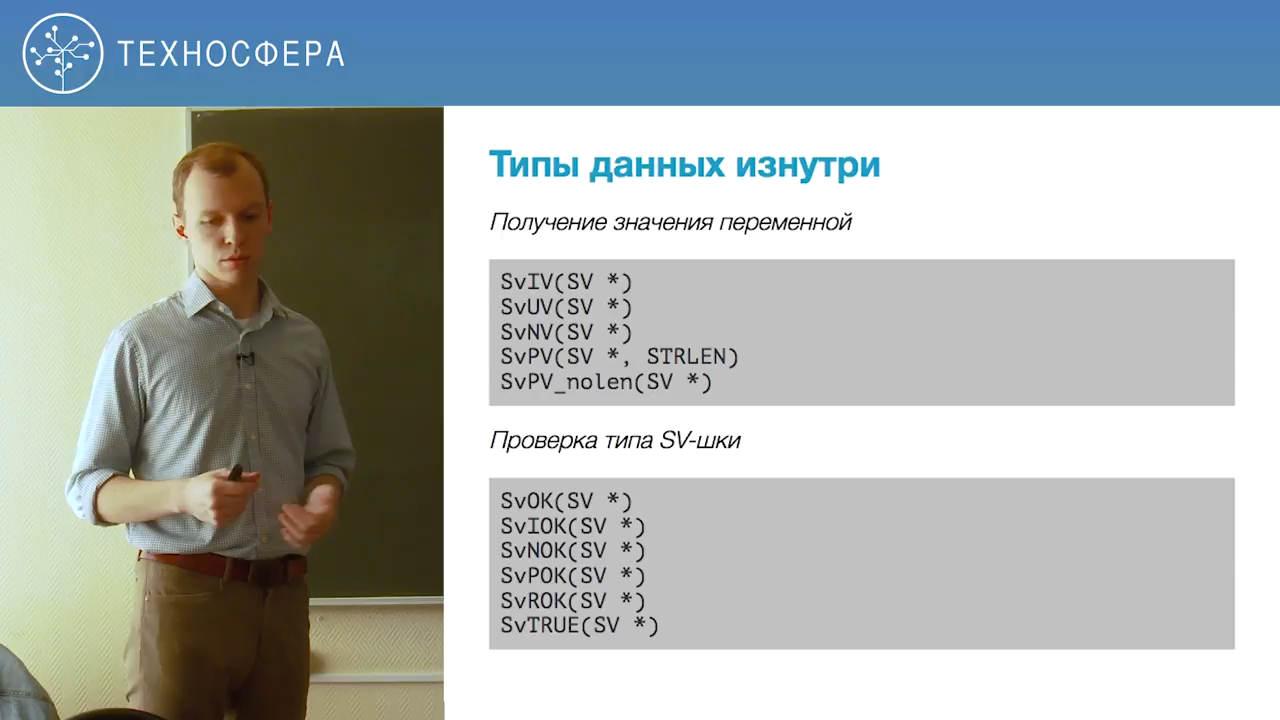 ТЕХНОСФЕРА
Типы данных изнутри
Получение значения переменной
SvIV(SV *)
SvUV(SV *)
SvNV(SV *)
SvPV(SV *, STRLEN)
SvPV_nolen(SV *)
Проверка типа SV-шки
SvOK(SV *)
SvIOK(SV *)
SvNOK(SV *)
SvPOK(SV *)
SvROK(SV *)
SvTRUE(SV *)